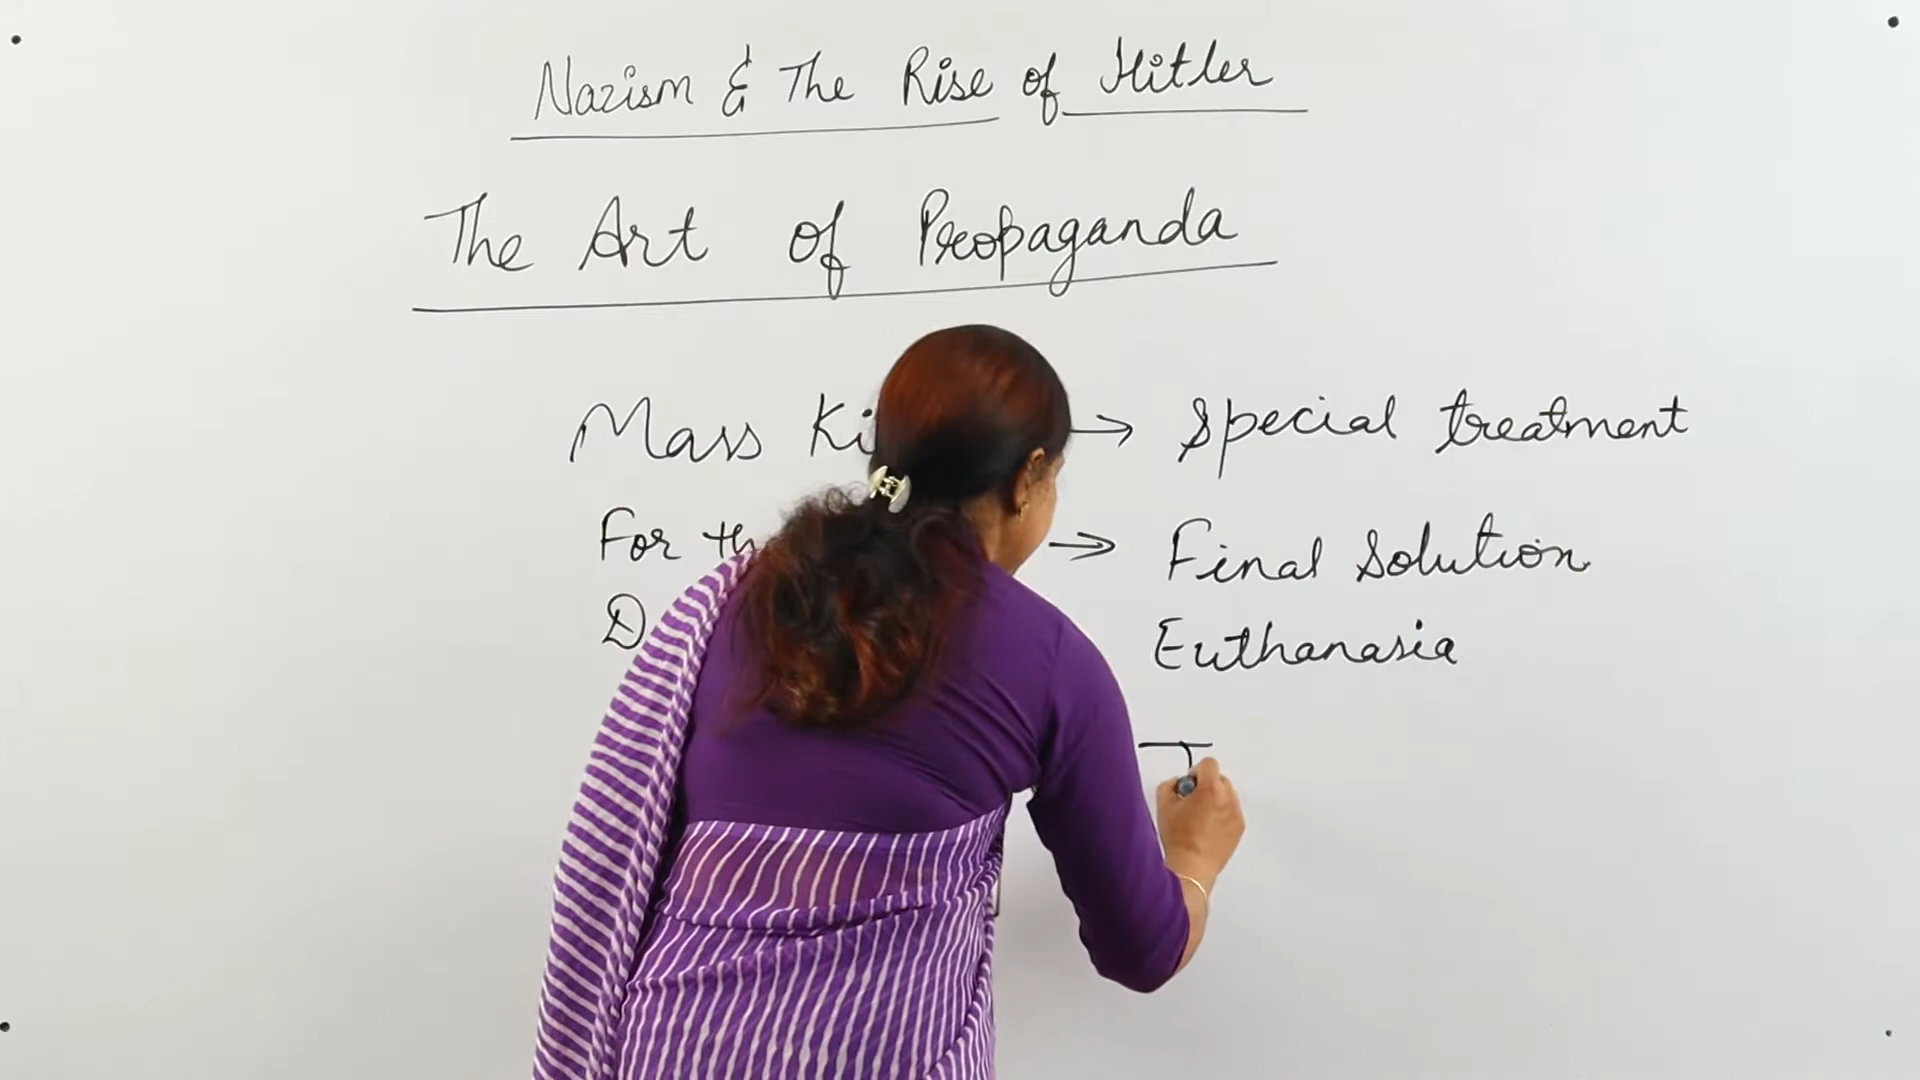 Nazism & The Rise of Hitler
The Art of Propaganda
Mass Ki → Special treatment
For th → Final Solution
D Euthanasia
T